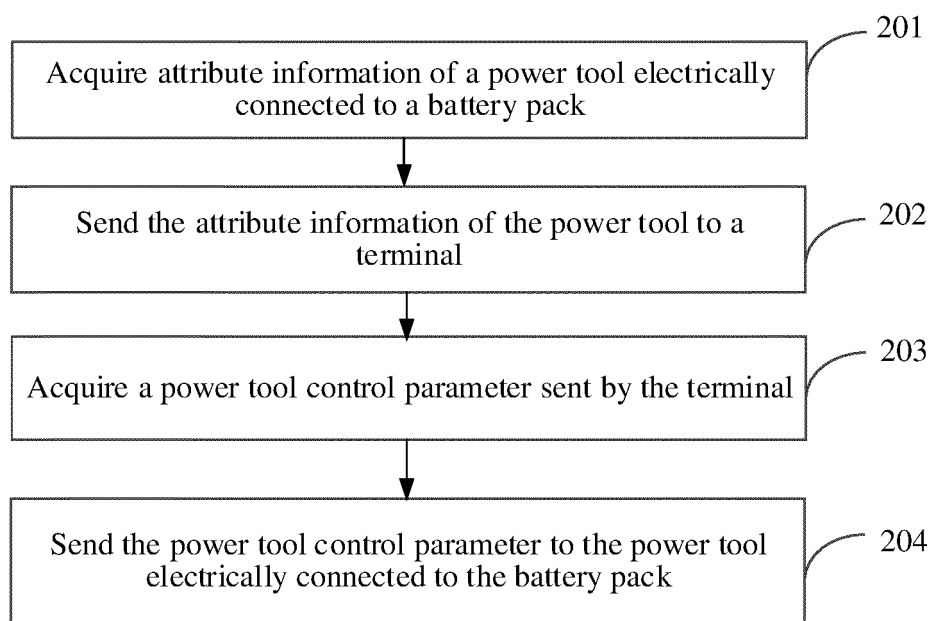 201
Acquire attribute information of a power tool electrically
connected to a battery pack
202
Send the attribute information of the power tool to a
terminal
203
Acquire a power tool control parameter sent by the terminal
204
Send the power tool control parameter to the power tool
electrically connected to the battery pack